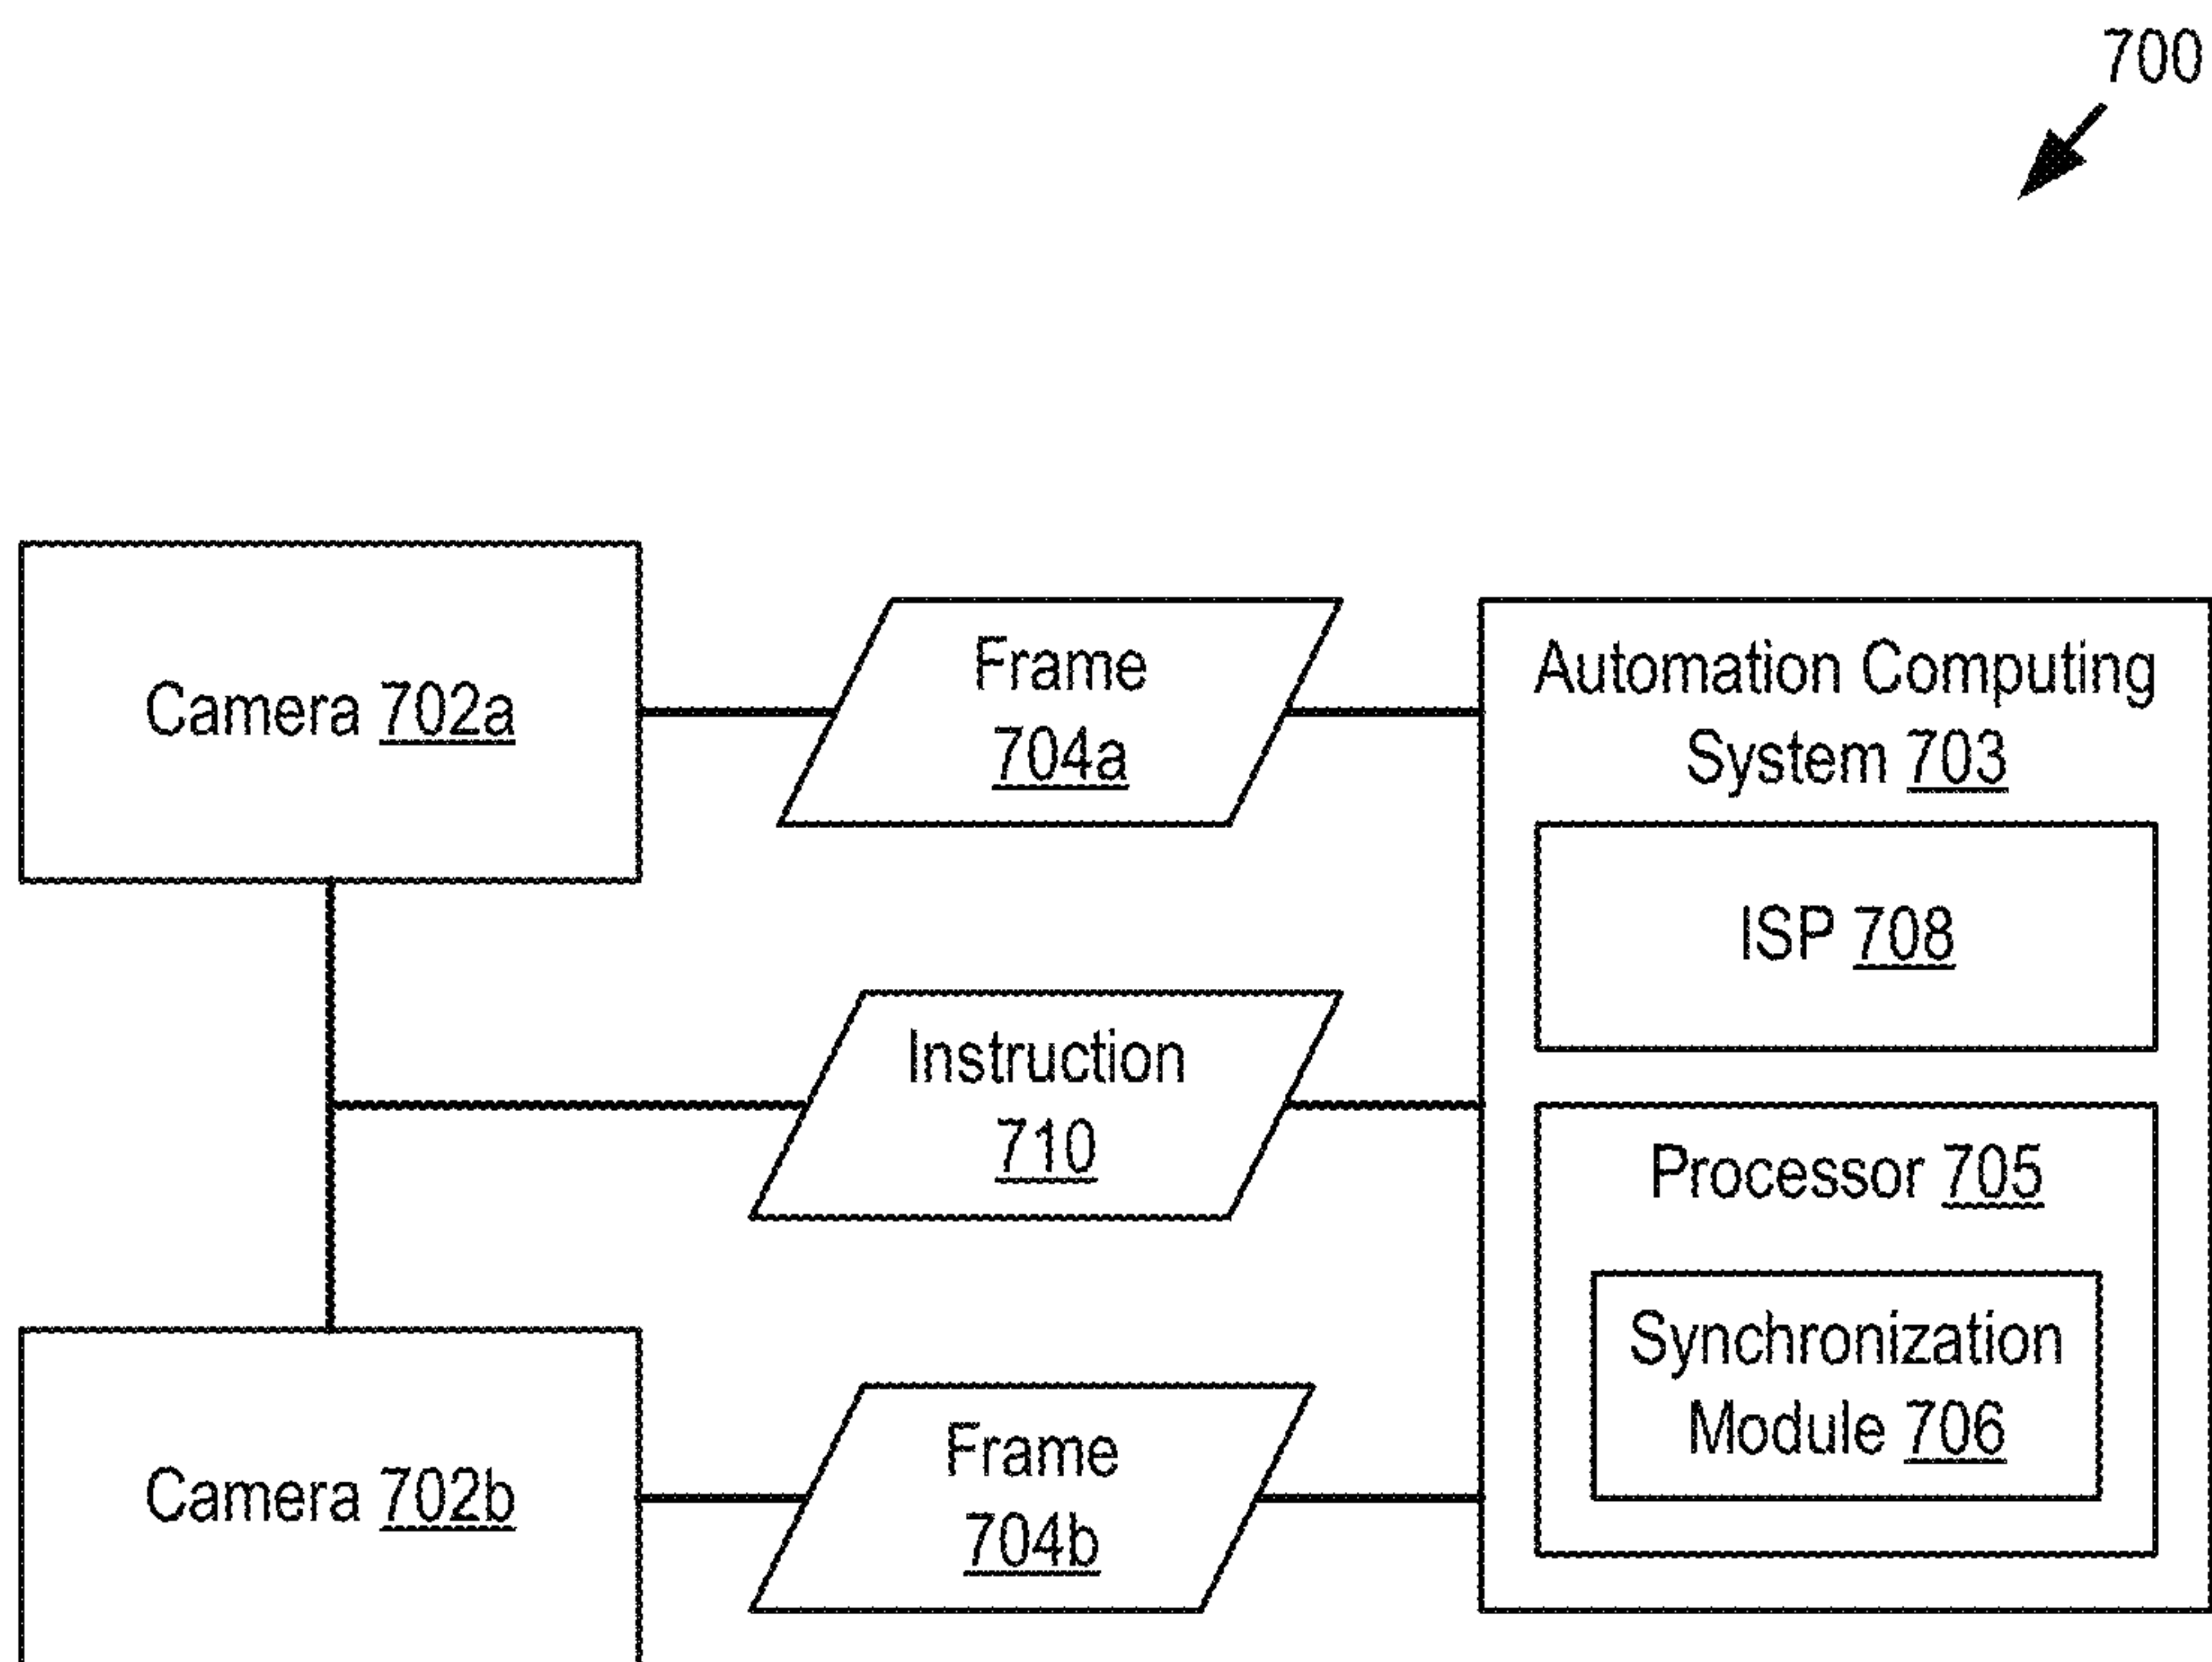 700
Camera 702a
Frame
704a
Automation Computing
System 703
ISP 708
Instruction
710
Processor 705
Synchronization
Module 706
Camera 702b
Frame
704b